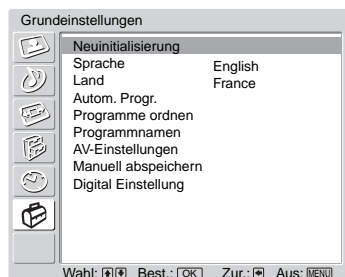 Grundeinstellungen
Neuinitialisierung
Sprache English
Land France
Autom. Progr.
Programme ordnen
Programmnamen
AV-Einstellungen
Manuell abspeichern
Digital Einstellung
Wahl: Best.: OK Zur.: Aus: MENU